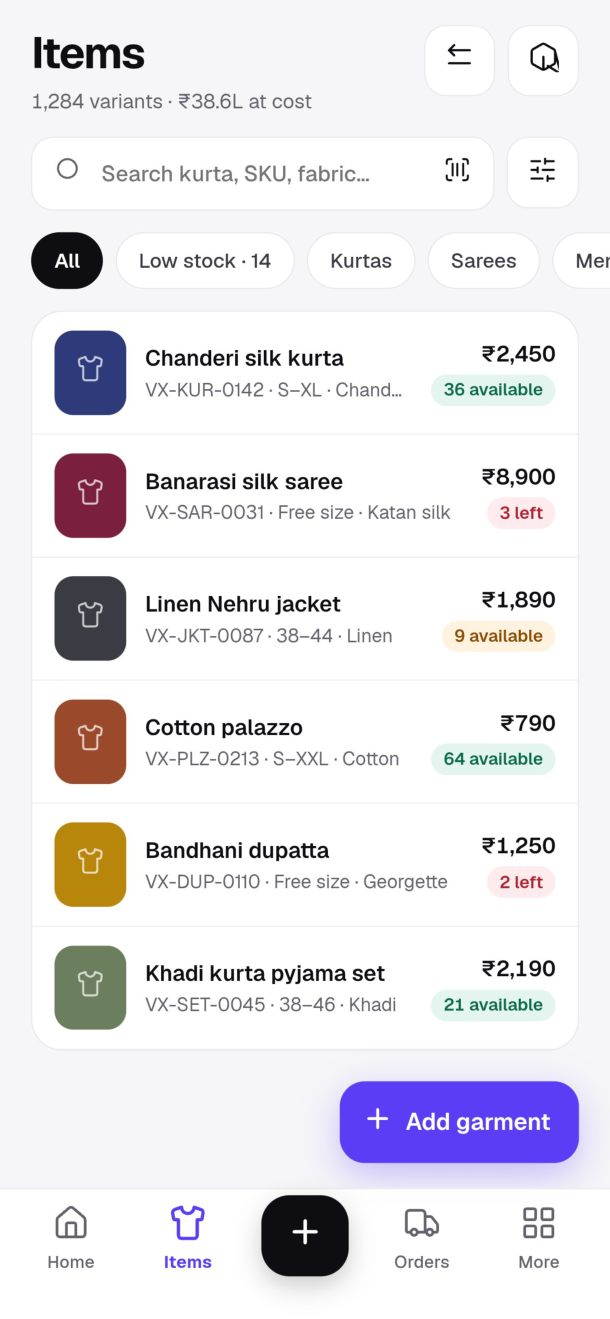 Items
1,284 variants · ₹38.6L at cost
Search kurta, SKU, fabric...
All
Low stock · 14
Kurtas
Sarees
Mer
Chanderi silk kurta
₹2,450
VX-KUR-0142 · S–XL · Chand...
36 available
Banarasi silk saree
₹8,900
VX-SAR-0031 · Free size · Katan silk
3 left
Linen Nehru jacket
₹1,890
VX-JKT-0087 · 38–44 · Linen
9 available
Cotton palazzo
₹790
VX-PLZ-0213 · S–XXL · Cotton
64 available
Bandhani dupatta
₹1,250
VX-DUP-0110 · Free size · Georgette
2 left
Khadi kurta pyjama set
₹2,190
VX-SET-0045 · 38–46 · Khadi
21 available
Add garment
Home
Items
Orders
More